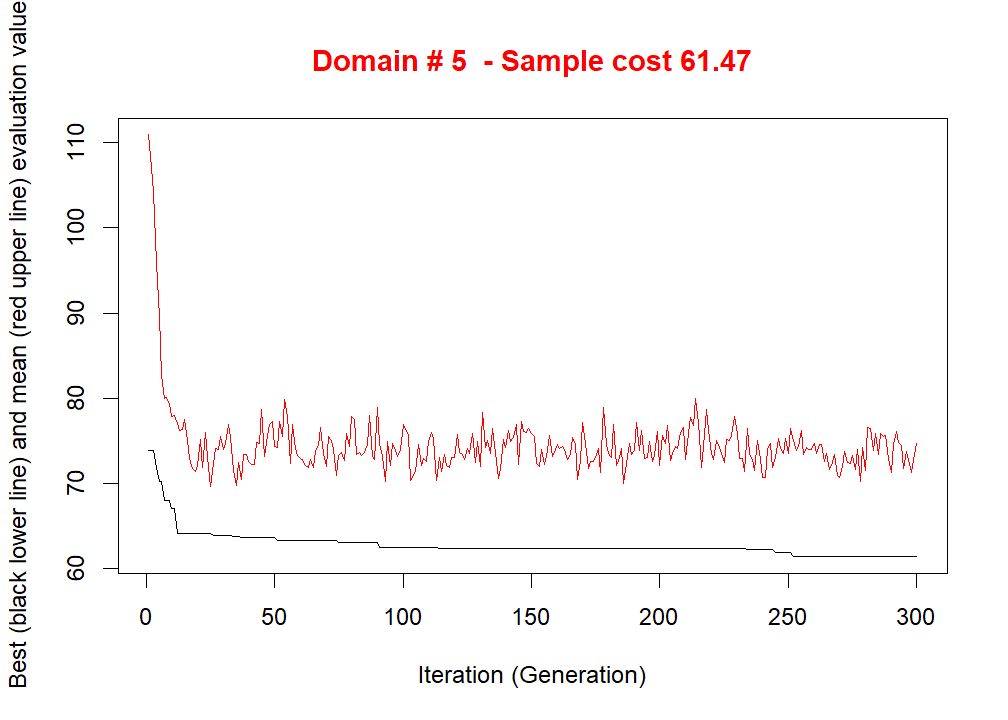 Domain # 5  - Sample cost 61.47
Best (black lower line) and mean (red upper line) evaluation value
110
100
90
80
70
60
0 50 100 150 200 250 300
Iteration (Generation)